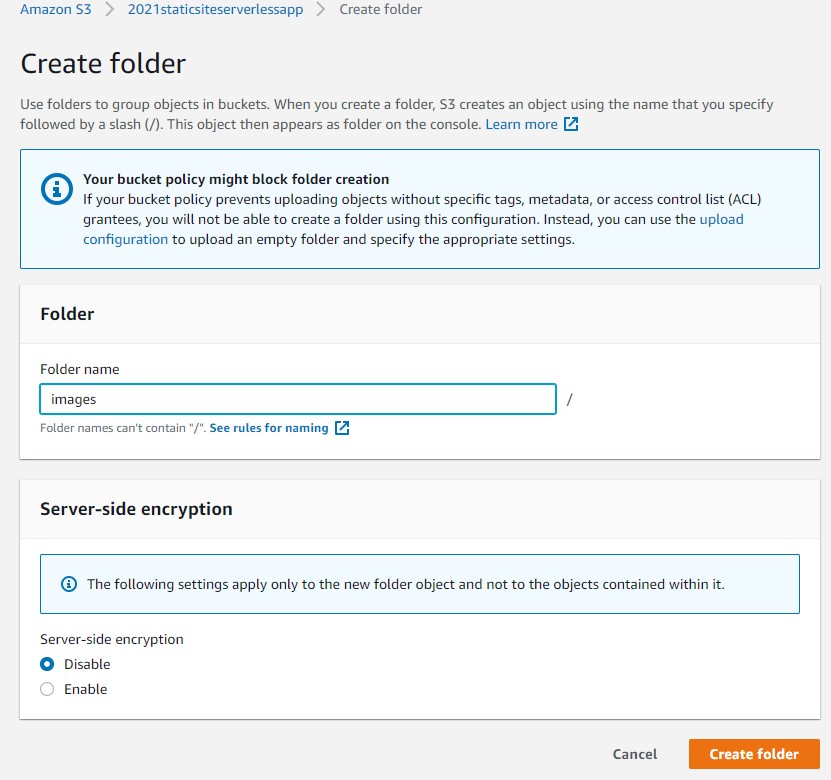 Amazon S3 > 2021staticsiteserverlessapp > Create folder
Create folder
Use folders to group objects in buckets. When you create a folder, S3 creates an object using the name that you specify
followed by a slash (/). This object then appears as folder on the console. Learn more
Your bucket policy might block folder creation
If your bucket policy prevents uploading objects without specific tags, metadata, or access control list (ACL)
grantees, you will not be able to create a folder using this configuration. Instead, you can use the upload
configuration to upload an empty folder and specify the appropriate settings.
Folder
Folder name
images /
Folder names can't contain "/". See rules for naming
Server-side encryption
The following settings apply only to the new folder object and not to the objects contained within it.
Server-side encryption
Disable
Enable
Cancel Create folder